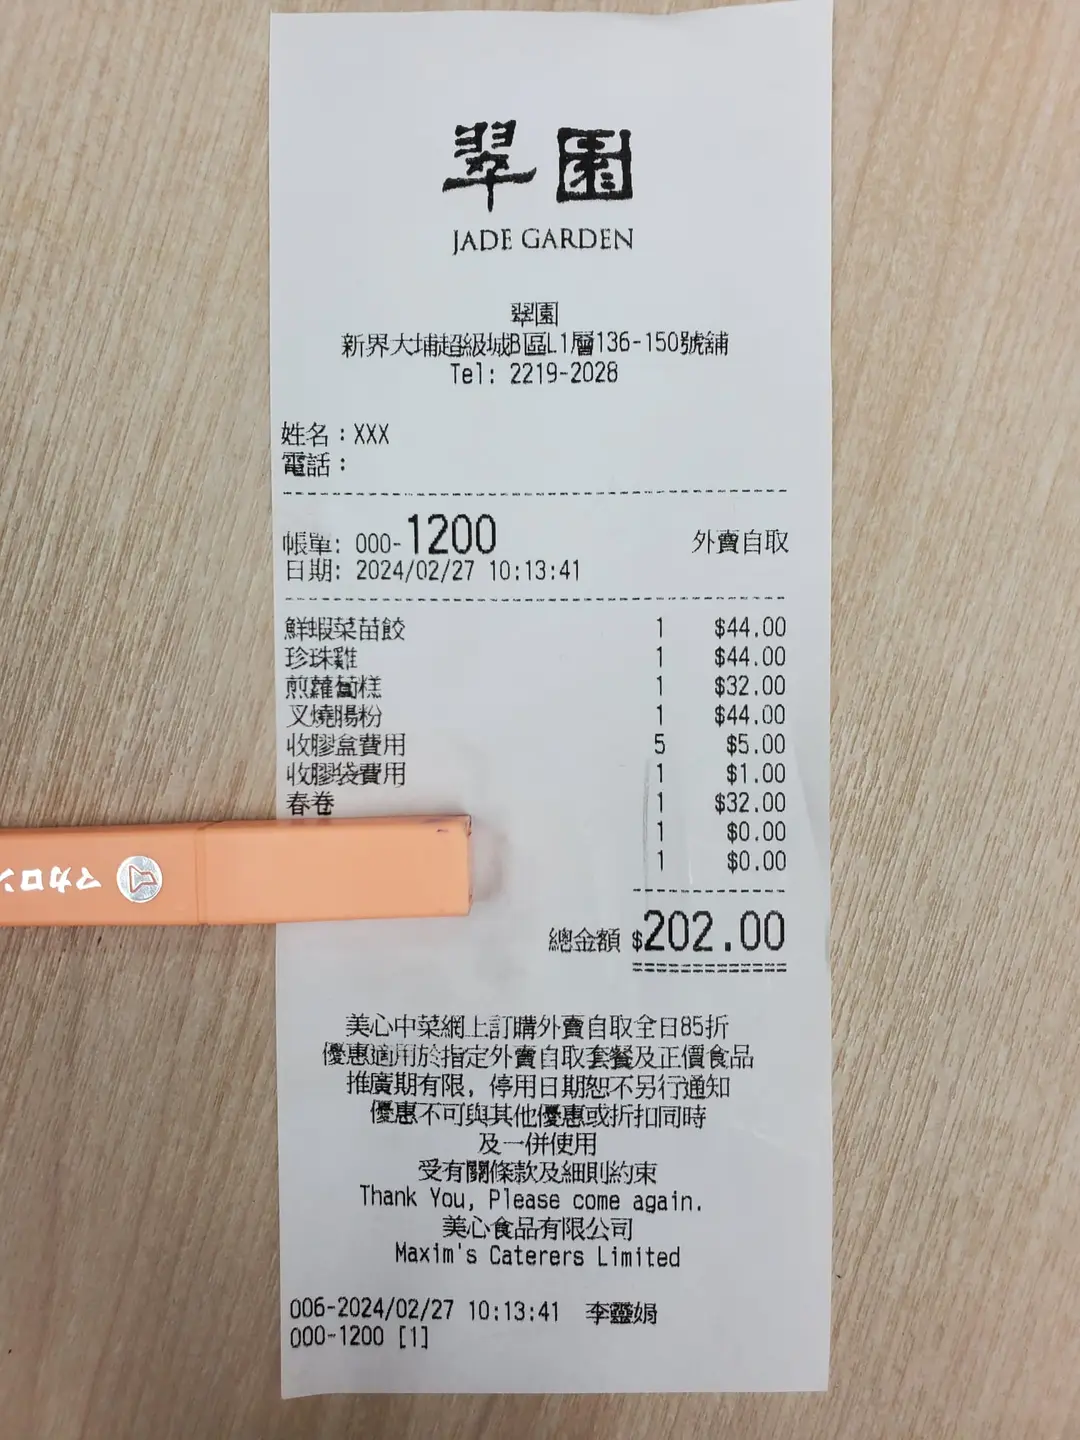 翠園
JADE GARDEN
翠園
新界大埔超級城B區L1層136-150號舖
Tel: 2219-2028
姓名：XXX
電話：
帳單: 000-1200 外賣自取
日期: 2024/02/27 10:13:41
鮮蝦菜苗餃 1 $44.00
珍珠雞 1 $44.00
煎蘿蔔糕 1 $32.00
叉燒腸粉 1 $44.00
收膠盒費用 5 $5.00
收膠袋費用 1 $1.00
春卷 1 $32.00
1 $0.00
1 $0.00
總金額 $202.00
美心中菜網上訂購外賣自取全日85折
優惠適用於指定外賣自取套餐及正價食品
推廣期有限, 停用日期恕不另行通知
優惠不可與其他優惠或折扣同時
及一併使用
受有關條款及細則約束
Thank You, Please come again.
美心食品有限公司
Maxim's Caterers Limited
006-2024/02/27 10:13:41 李靈娟
000-1200 [1]
マカロン